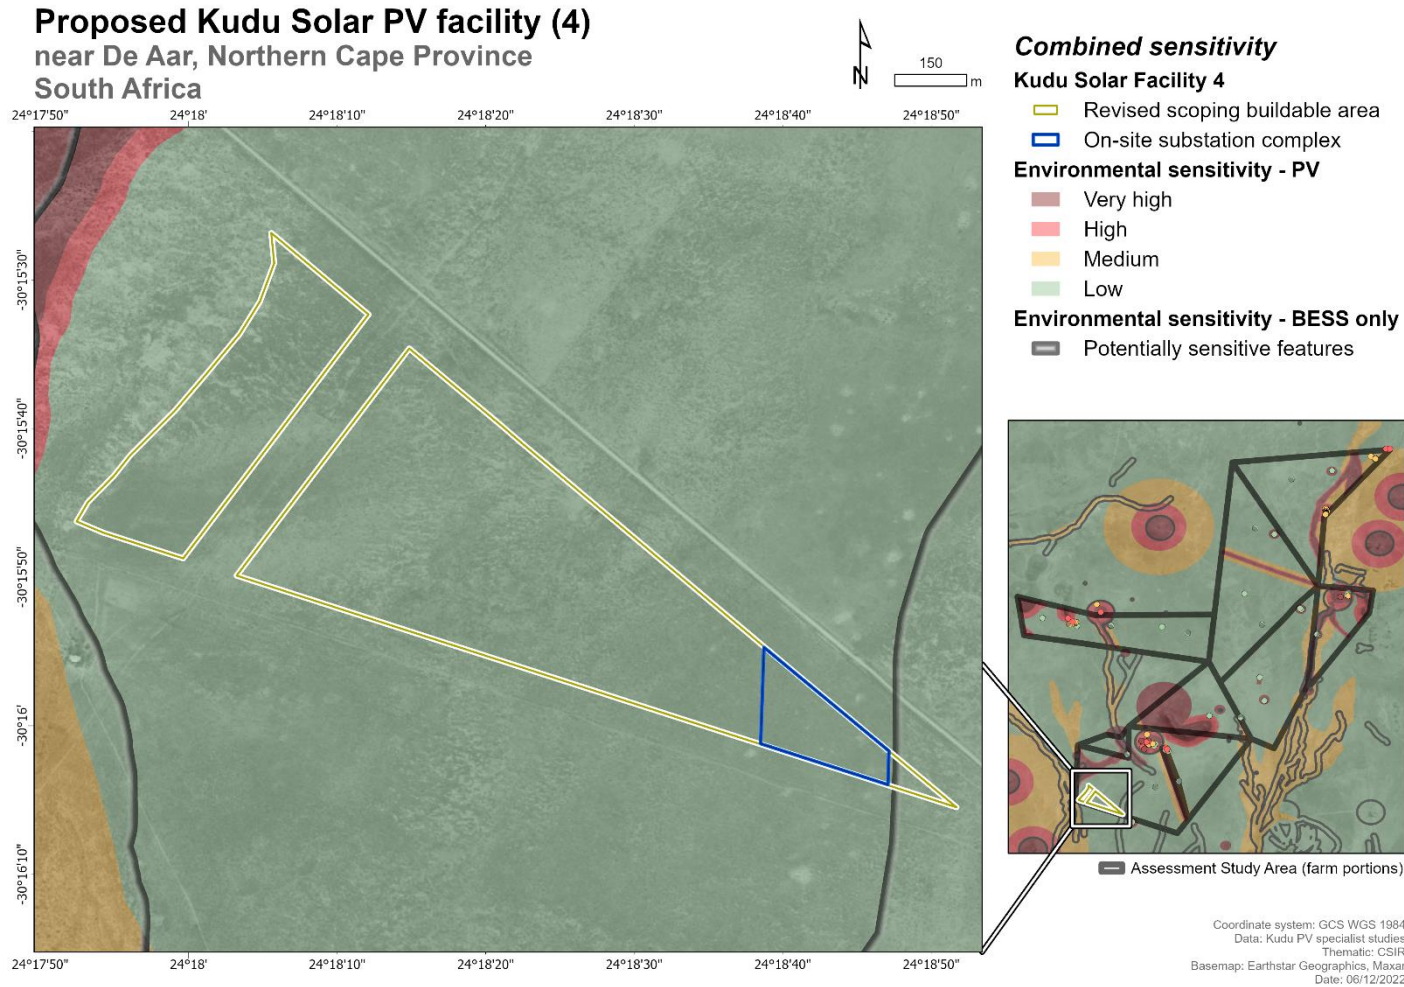 Proposed Kudu Solar PV facility (4)
near De Aar, Northern Cape Province
South Africa
N
150
m
24°17'50" 24°18' 24°18'10" 24°18'20" 24°18'30" 24°18'40" 24°18'50"
-30°15'30"
-30°15'40"
-30°15'50"
-30°16'
-30°16'10"
24°17'50" 24°18' 24°18'10" 24°18'20" 24°18'30" 24°18'40" 24°18'50"
Combined sensitivity
Kudu Solar Facility 4
Revised scoping buildable area
On-site substation complex
Environmental sensitivity - PV
Very high
High
Medium
Low
Environmental sensitivity - BESS only
Potentially sensitive features
Assessment Study Area (farm portions)
Coordinate system: GCS WGS 1984
Data: Kudu PV specialist studies
Thematic: CSIR
Basemap: Earthstar Geographics, Maxar
Date: 06/12/2022